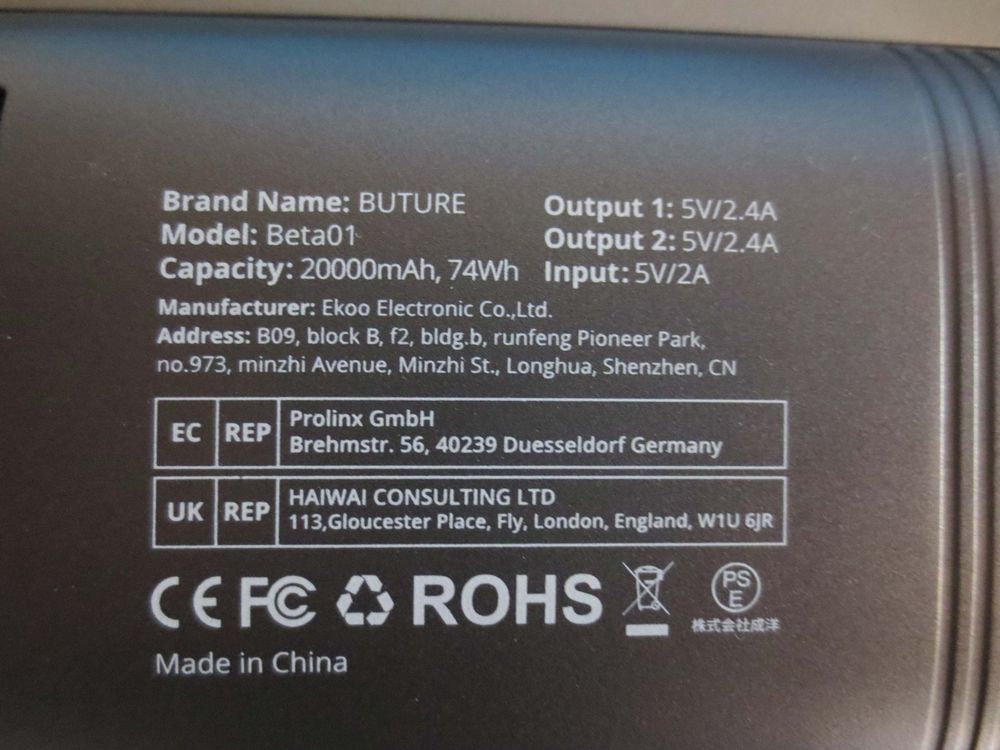 Brand Name: BUTURE
Model: Beta01
Capacity: 20000mAh, 74Wh
Output 1: 5V/2.4A
Output 2: 5V/2.4A
Input: 5V/2A
Manufacturer: Ekoo Electronic Co.,Ltd.
Address: B09, block B, f2, bldg.b, runfeng Pioneer Park,
no.973, minzhi Avenue, Minzhi St., Longhua, Shenzhen, CN
EC REP
Prolinx GmbH
Brehmstr. 56, 40239 Duesseldorf Germany
UK REP
HAIWAI CONSULTING LTD
113,Gloucester Place, Fly, London, England, W1U 6JR
CE FC ROHS
PS
E
株式会社成洋
Made in China